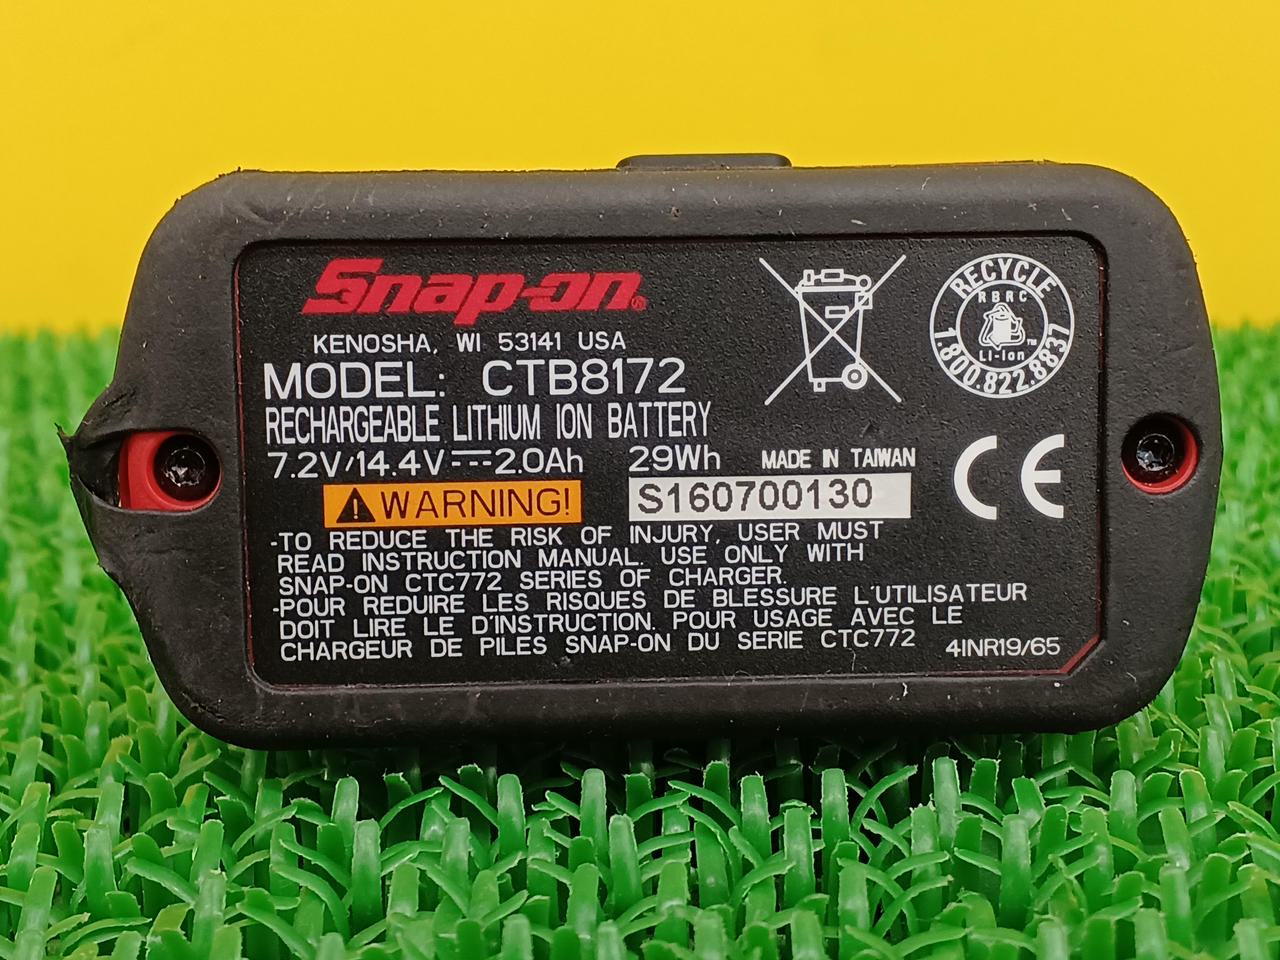 Snap-on®
KENOSHA, WI 53141 USA
MODEL: CTB8172
RECHARGEABLE LITHIUM ION BATTERY
7.2V/14.4V⎓2.0Ah 29Wh MADE IN TAIWAN
WARNING! S160700130
-TO REDUCE THE RISK OF INJURY, USER MUST
READ INSTRUCTION MANUAL. USE ONLY WITH
SNAP-ON CTC772 SERIES OF CHARGER.
-POUR REDUIRE LES RISQUES DE BLESSURE L'UTILISATEUR
DOIT LIRE LE D'INSTRUCTION. POUR USAGE AVEC LE
CHARGEUR DE PILES SNAP-ON DU SERIE CTC772
4INR19/65
RECYCLE
RBRC
Li-Ion ™
1.800.822.8837
CE